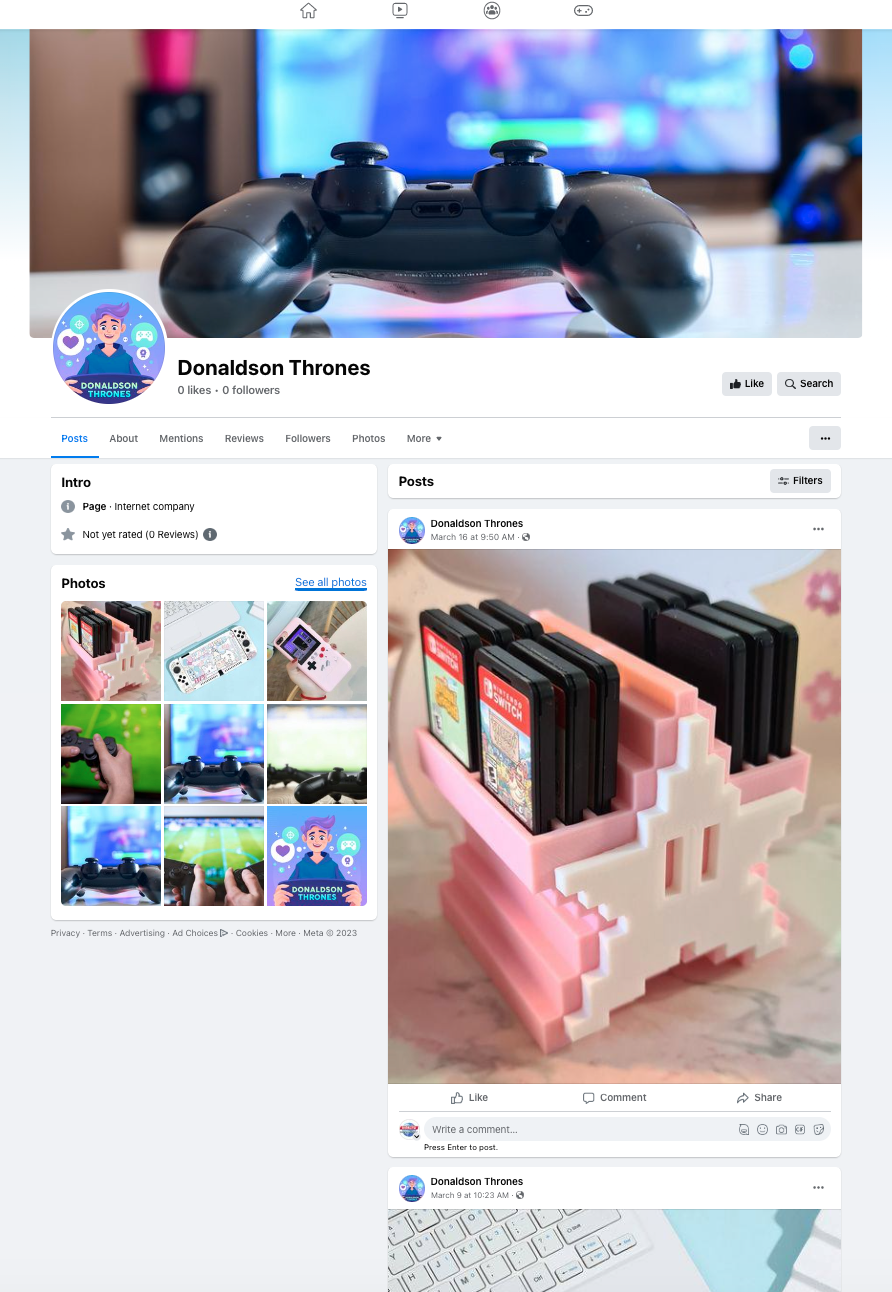 DONALDSON
THRONES
Donaldson Thrones
0 likes • 0 followers
Like
Search
Posts
About
Mentions
Reviews
Followers
Photos
More
Intro
Page · Internet company
Not yet rated (0 Reviews)
Photos
See all photos
DONALDSON
THRONES
Privacy · Terms · Advertising · Ad Choices · Cookies · More · Meta © 2023
Posts
Filters
Donaldson Thrones
March 16 at 9:50 AM ·
NINTENDO
SWITCH
NINTENDO
SWITCH
Like
Comment
Share
Write a comment...
Press Enter to post.
Donaldson Thrones
March 9 at 10:23 AM ·